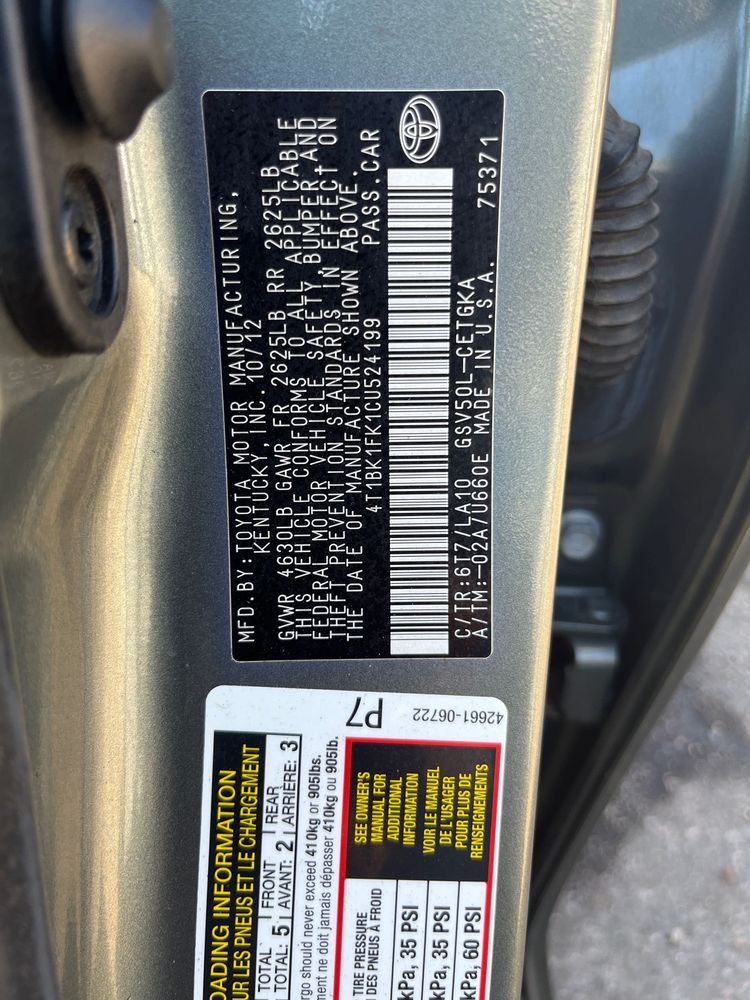 MFD. BY: TOYOTA MOTOR MANUFACTURING,
KENTUCKY, INC. 10/12
GVWR 4630LB GAWR FR 2625LB RR 2625LB
THIS VEHICLE CONFORMS TO ALL APPLICABLE
FEDERAL MOTOR VEHICLE SAFETY, BUMPER, AND
THEFT PREVENTION STANDARDS IN EFFECT ON
THE DATE OF MANUFACTURE SHOWN ABOVE.
4T1BK1FK1CU524199 PASS. CAR
C/TR: 6T7/LA10 GSV50L-CETGKA
A/TM: -02A/U660E MADE IN U.S.A. 75371
P7
42661-06722
OADING INFORMATION
UR LES PNEUS ET LE CHARGEMENT
TOTAL 5 FRONT 2 REAR 3
TOTAL: AVANT: ARRIÈRE:
rgo should never exceed 410kg or 905lbs.
ment ne doit jamais dépasser 410kg ou 905lb.
TIRE PRESSURE
ION DES PNEUS À FROID
SEE OWNER'S
MANUAL FOR
ADDITIONAL
INFORMATION
VOIR LE MANUEL
DE L'USAGER
POUR PLUS DE
RENSEIGNEMENTS
kPa, 35 PSI
kPa, 35 PSI
kPa, 60 PSI